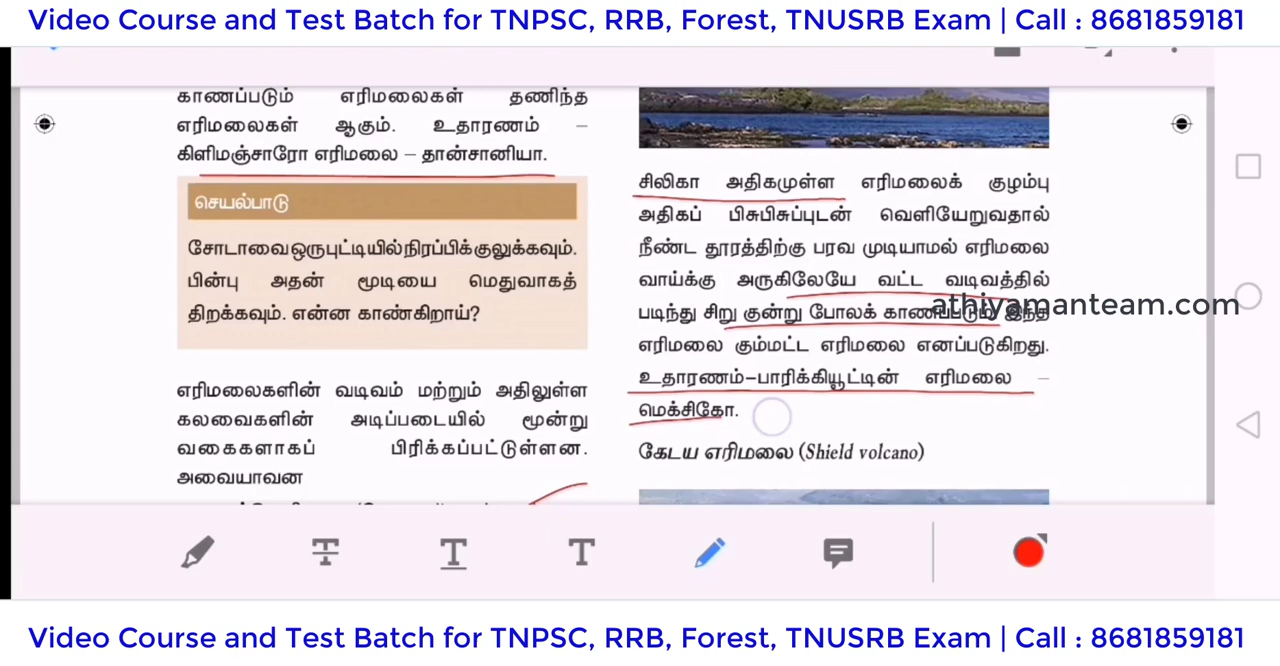 Video Course and Test Batch for TNPSC, RRB, Forest, TNUSRB Exam | Call : 8681859181
காணப்படும் எரிமலைகள் தணிந்த
எரிமலைகள் ஆகும். உதாரணம் –
கிளிமஞ்சாரோ எரிமலை – தான்சானியா.
செயல்பாடு
சோடாவை ஒரு புட்டியில் நிரப்பிக் குலுக்கவும்.
பின்பு அதன் மூடியை மெதுவாகத்
திறக்கவும். என்ன காண்கிறாய்?
எரிமலைகளின் வடிவம் மற்றும் அதிலுள்ள
கலவைகளின் அடிப்படையில் மூன்று
வகைகளாகப் பிரிக்கப்பட்டுள்ளன.
அவையாவன
சிலிகா அதிகமுள்ள எரிமலைக் குழம்பு
அதிகப் பிசுபிசுப்புடன் வெளியேறுவதால்
நீண்ட தூரத்திற்கு பரவ முடியாமல் எரிமலை
வாய்க்கு அருகிலேயே வட்ட வடிவத்தில்
படிந்து சிறு குன்று போலக் காணப்படும் இந்த
எரிமலை கும்மட்ட எரிமலை எனப்படுகிறது.
உதாரணம்–பாரிக்கியூட்டின் எரிமலை –
மெக்சிகோ.
கேடய எரிமலை (Shield volcano)
athiyamanteam.com
Video Course and Test Batch for TNPSC, RRB, Forest, TNUSRB Exam | Call : 8681859181